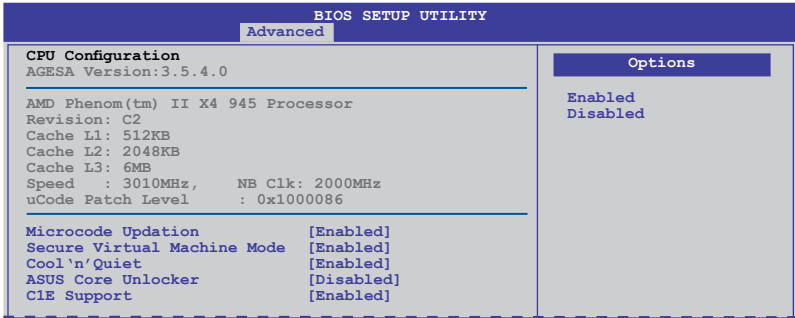 BIOS SETUP UTILITY
Advanced
CPU Configuration
AGESA Version:3.5.4.0
AMD Phenom(tm) II X4 945 Processor
Revision: C2
Cache L1: 512KB
Cache L2: 2048KB
Cache L3: 6MB
Speed : 3010MHz, NB Clk: 2000MHz
uCode Patch Level : 0x1000086
Microcode Updation [Enabled]
Secure Virtual Machine Mode [Enabled]
Cool‘n’Quiet [Enabled]
ASUS Core Unlocker [Disabled]
C1E Support [Enabled]
Options
Enabled
Disabled